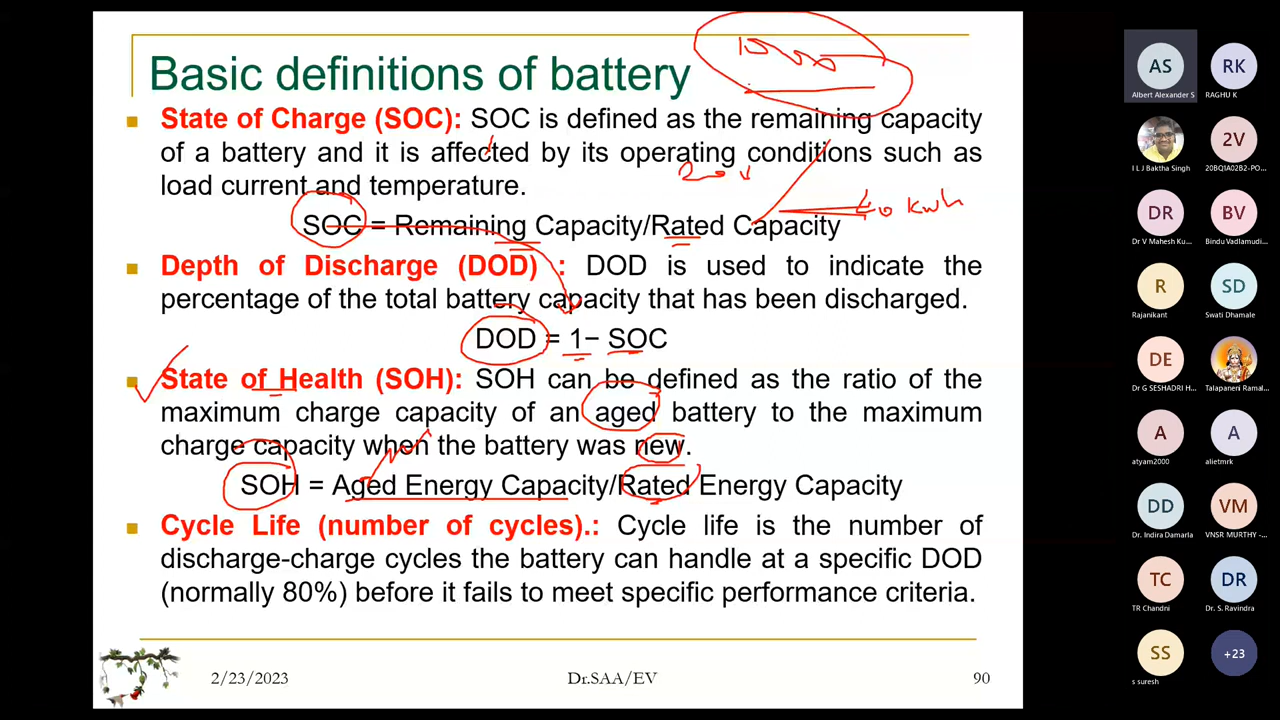 Basic definitions of battery
State of Charge (SOC): SOC is defined as the remaining capacity
of a battery and it is affected by its operating conditions such as
load current and temperature.
SOC = Remaining Capacity/Rated Capacity
Depth of Discharge (DOD) : DOD is used to indicate the
percentage of the total battery capacity that has been discharged.
DOD = 1− SOC
State of Health (SOH): SOH can be defined as the ratio of the
maximum charge capacity of an aged battery to the maximum
charge capacity when the battery was new.
SOH = Aged Energy Capacity/Rated Energy Capacity
Cycle Life (number of cycles).: Cycle life is the number of
discharge-charge cycles the battery can handle at a specific DOD
(normally 80%) before it fails to meet specific performance criteria.
2/23/2023 Dr.SAA/EV 90
kwh
AS RK
Albert Alexander S RAGHU K
2V
I L J Baktha Singh 20BQ1A02B2-PO...
DR BV
Dr V Mahesh Ku... Bindu Vadlamudi...
R SD
Rajanikant Swati Dhamale
DE
Dr G SESHADRI H... Talapaneni Ramal...
A A
atyam2000 alietmrk
DD VM
Dr. Indira Damarla VNSR MURTHY -...
TC DR
TR Chandni Dr. S. Ravindra
SS +23
s suresh